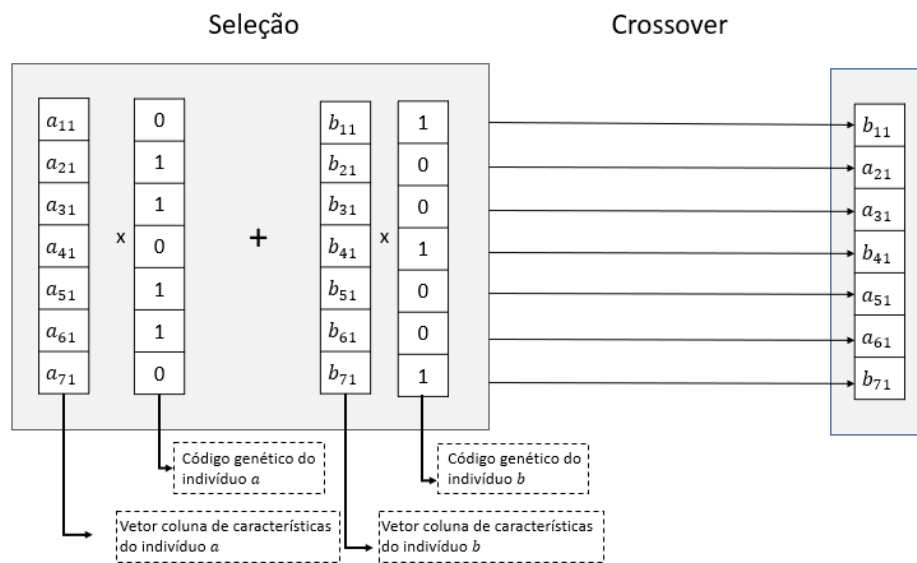 Seleção
Crossover
a₁₁ 0 b₁₁ 1 b₁₁
a₂₁ 1 b₂₁ 0 a₂₁
a₃₁ 1 b₃₁ 0 a₃₁
x + x
a₄₁ 0 b₄₁ 1 b₄₁
a₅₁ 1 b₅₁ 0 a₅₁
a₆₁ 1 b₆₁ 0 a₆₁
a₇₁ 0 b₇₁ 1 b₇₁
Código genético do
indivíduo a
Código genético do
indivíduo b
Vetor coluna de características
do indivíduo a
Vetor coluna de características
do indivíduo b